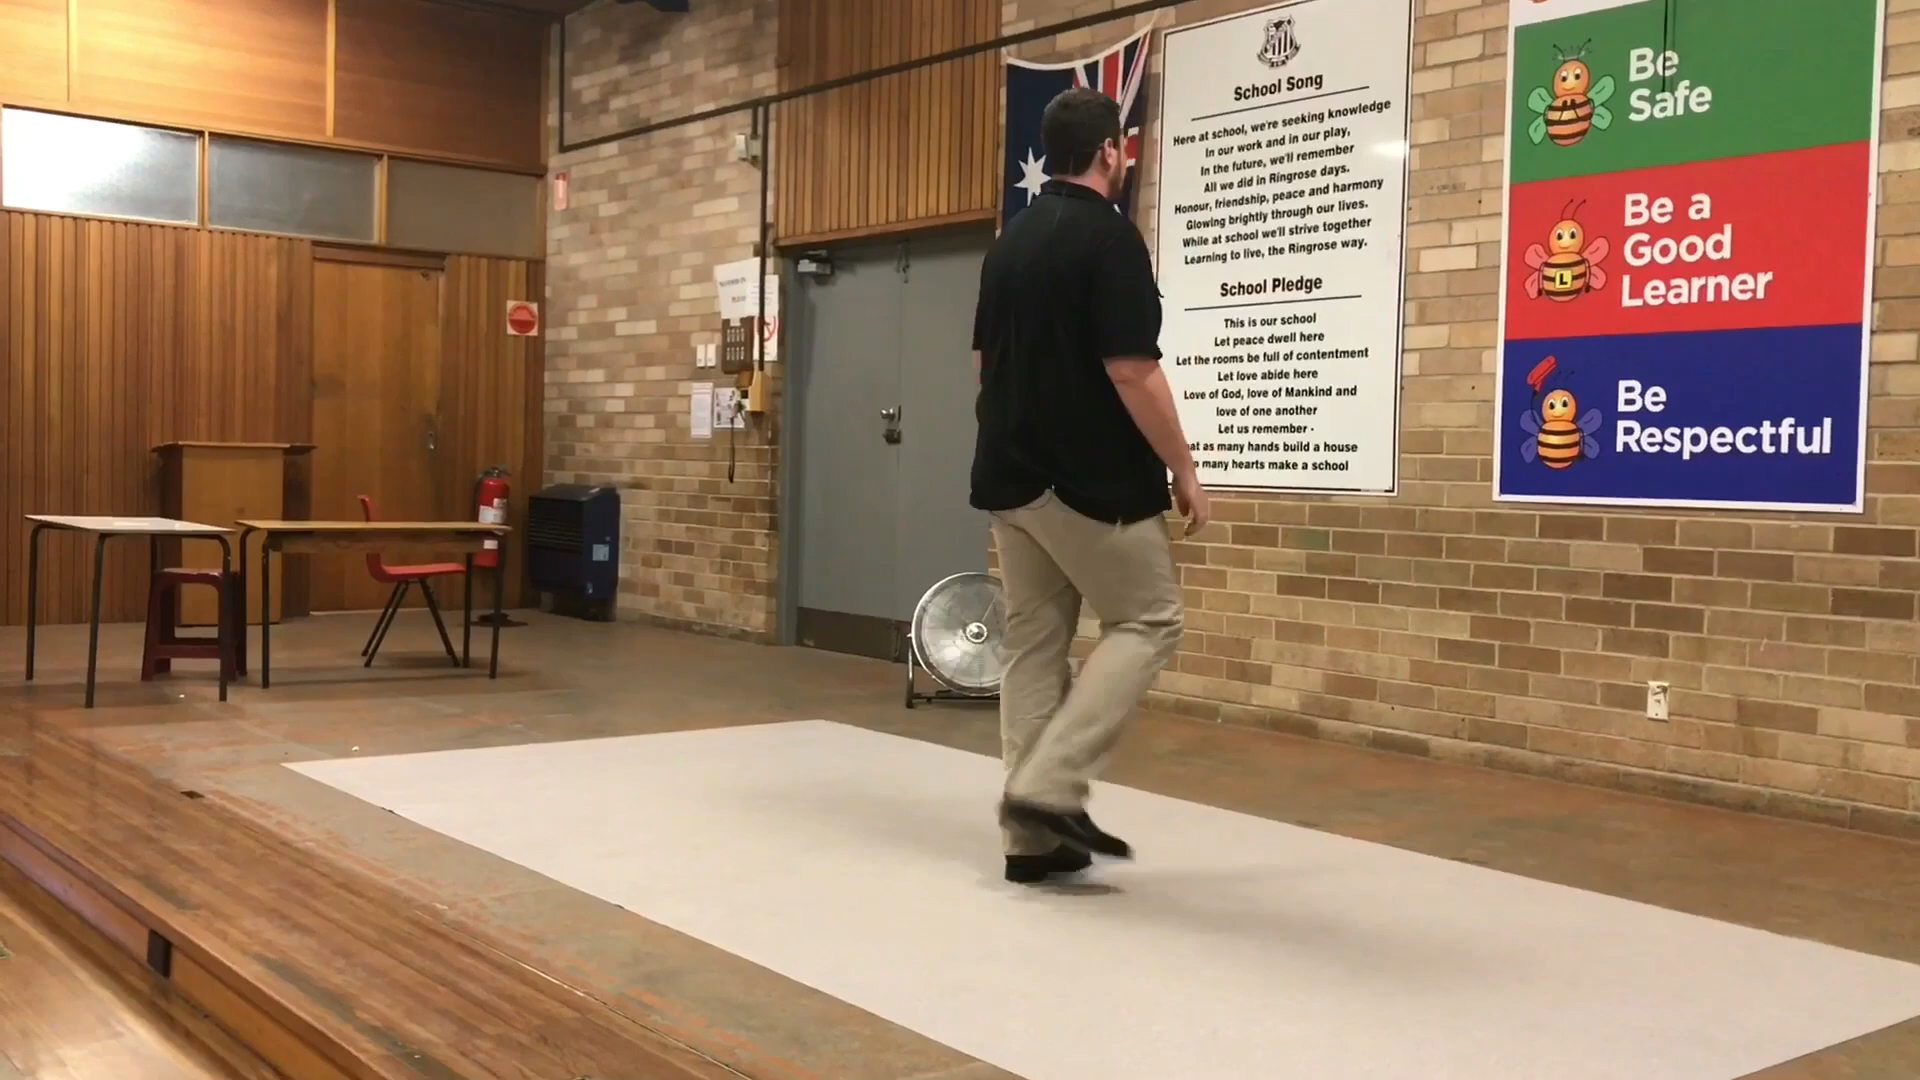 School Song
Here at school, we're seeking knowledge
In our work and in our play,
In the future, we'll remember
All we did in Ringrose days.
Honour, friendship, peace and harmony
Glowing brightly through our lives.
While at school we'll strive together
Learning to live, the Ringrose way.
School Pledge
This is our school
Let peace dwell here
Let the rooms be full of contentment
Let love abide here
Love of God, love of Mankind and
love of one another
Let us remember -
at as many hands build a house
many hearts make a school
Be
Safe
Be a
Good
Learner
L
Be
Respectful